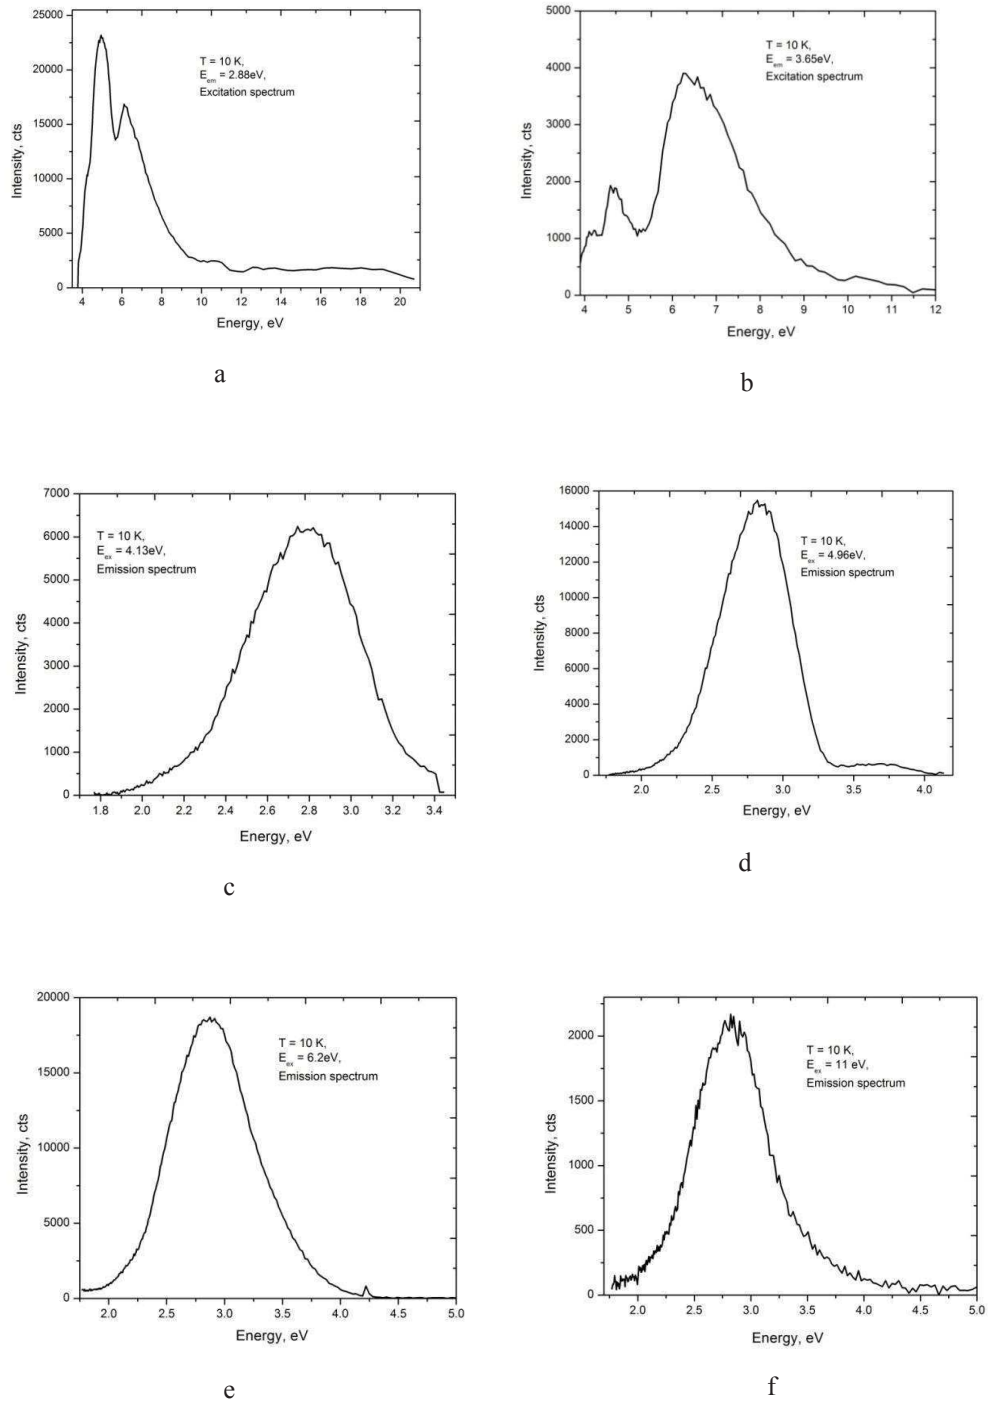 25000
20000
15000
10000
5000
0
Intensity, cts
T = 10 K,
E_em = 2.88eV,
Excitation spectrum
4 6 8 10 12 14 16 18 20
Energy, eV
a
5000
4000
3000
2000
1000
0
Intensity, cts
T = 10 K,
E_em = 3.65eV,
Excitation spectrum
4 5 6 7 8 9 10 11 12
Energy, eV
b
7000
6000
5000
4000
3000
2000
1000
0
Intensity, cts
T = 10 K,
E_ex = 4.13eV,
Emission spectrum
1.8 2.0 2.2 2.4 2.6 2.8 3.0 3.2 3.4
Energy, eV
c
16000
14000
12000
10000
8000
6000
4000
2000
0
Intensity, cts
T = 10 K,
E_ex = 4.96eV,
Emission spectrum
2.0 2.5 3.0 3.5 4.0
Energy, eV
d
20000
15000
10000
5000
0
Intensity, cts
T = 10 K,
E_ex = 6.2eV,
Emission spectrum
2.0 2.5 3.0 3.5 4.0 4.5 5.0
Energy, eV
e
2000
1500
1000
500
0
Intensity, cts
T = 10 K,
E_ex = 11 eV,
Emission spectrum
2.0 2.5 3.0 3.5 4.0 4.5 5.0
Energy, eV
f